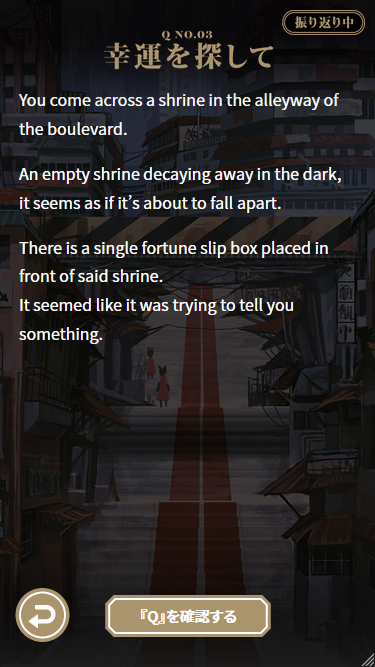 振り返り中
Q NO.03
幸運を探して
You come across a shrine in the alleyway of
the boulevard.
An empty shrine decaying away in the dark,
it seems as if it's about to fall apart.
There is a single fortune slip box placed in
front of said shrine.
It seemed like it was trying to tell you
something.
『Q』を確認する